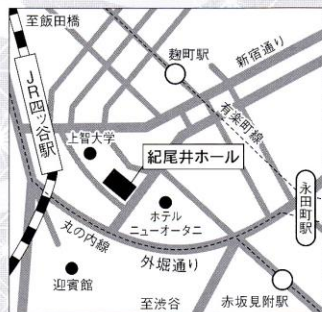 至飯田橋
麹町駅
新宿通り
JR四ッ谷駅
上智大学
有楽町線
紀尾井ホール
永田町駅
ホテル
ニューオータニ
丸の内線
外堀通り
迎賓館
至渋谷
赤坂見附駅